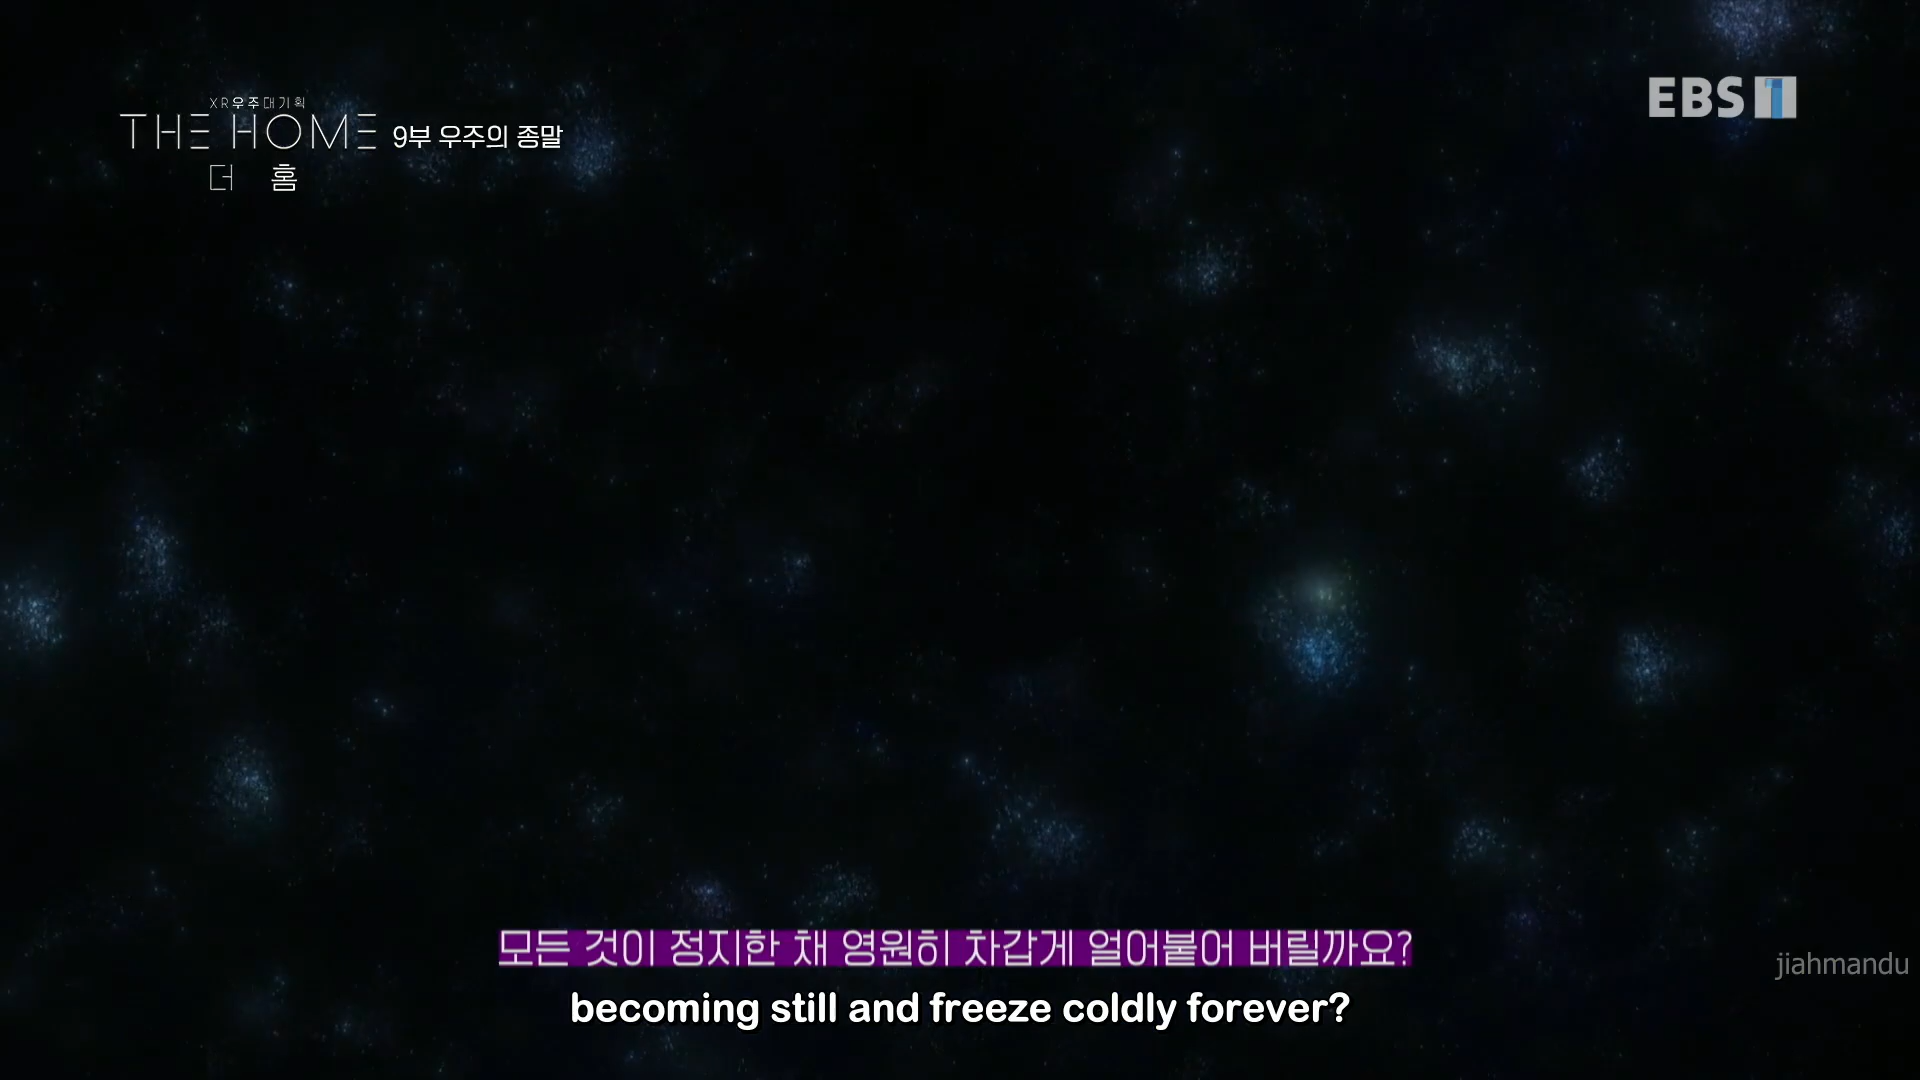 XR우주대기획
THE HOME 9부 우주의 종말
더 홈
EBS 1
모든 것이 정지한 채 영원히 차갑게 얼어붙어 버릴까요?
jiahmandu
becoming still and freeze coldly forever?